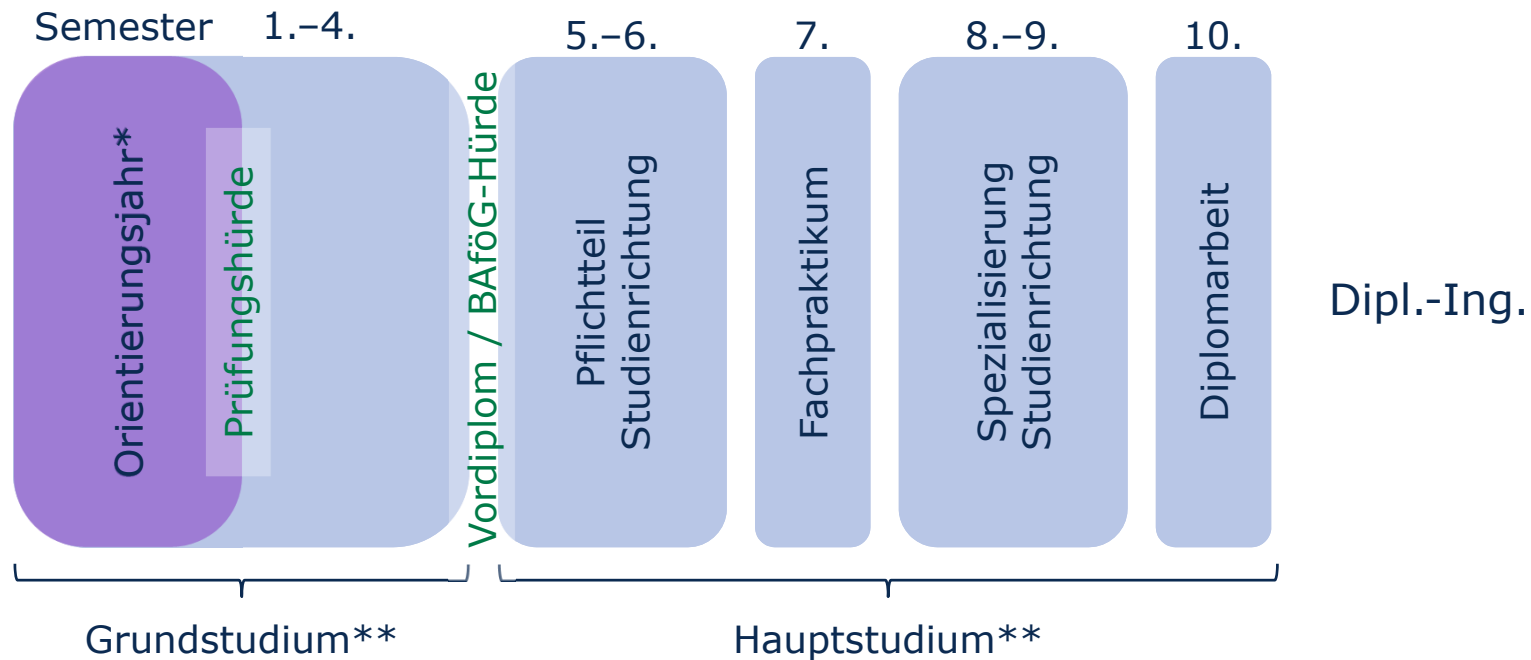 Semester 1.–4. 5.–6. 7. 8.–9. 10.
Orientierungsjahr*
Prüfungshürde
Vordiplom / BAföG-Hürde
Pflichtteil
Studienrichtung
Fachpraktikum
Spezialisierung
Studienrichtung
Diplomarbeit
Dipl.-Ing.
Grundstudium** Hauptstudium**